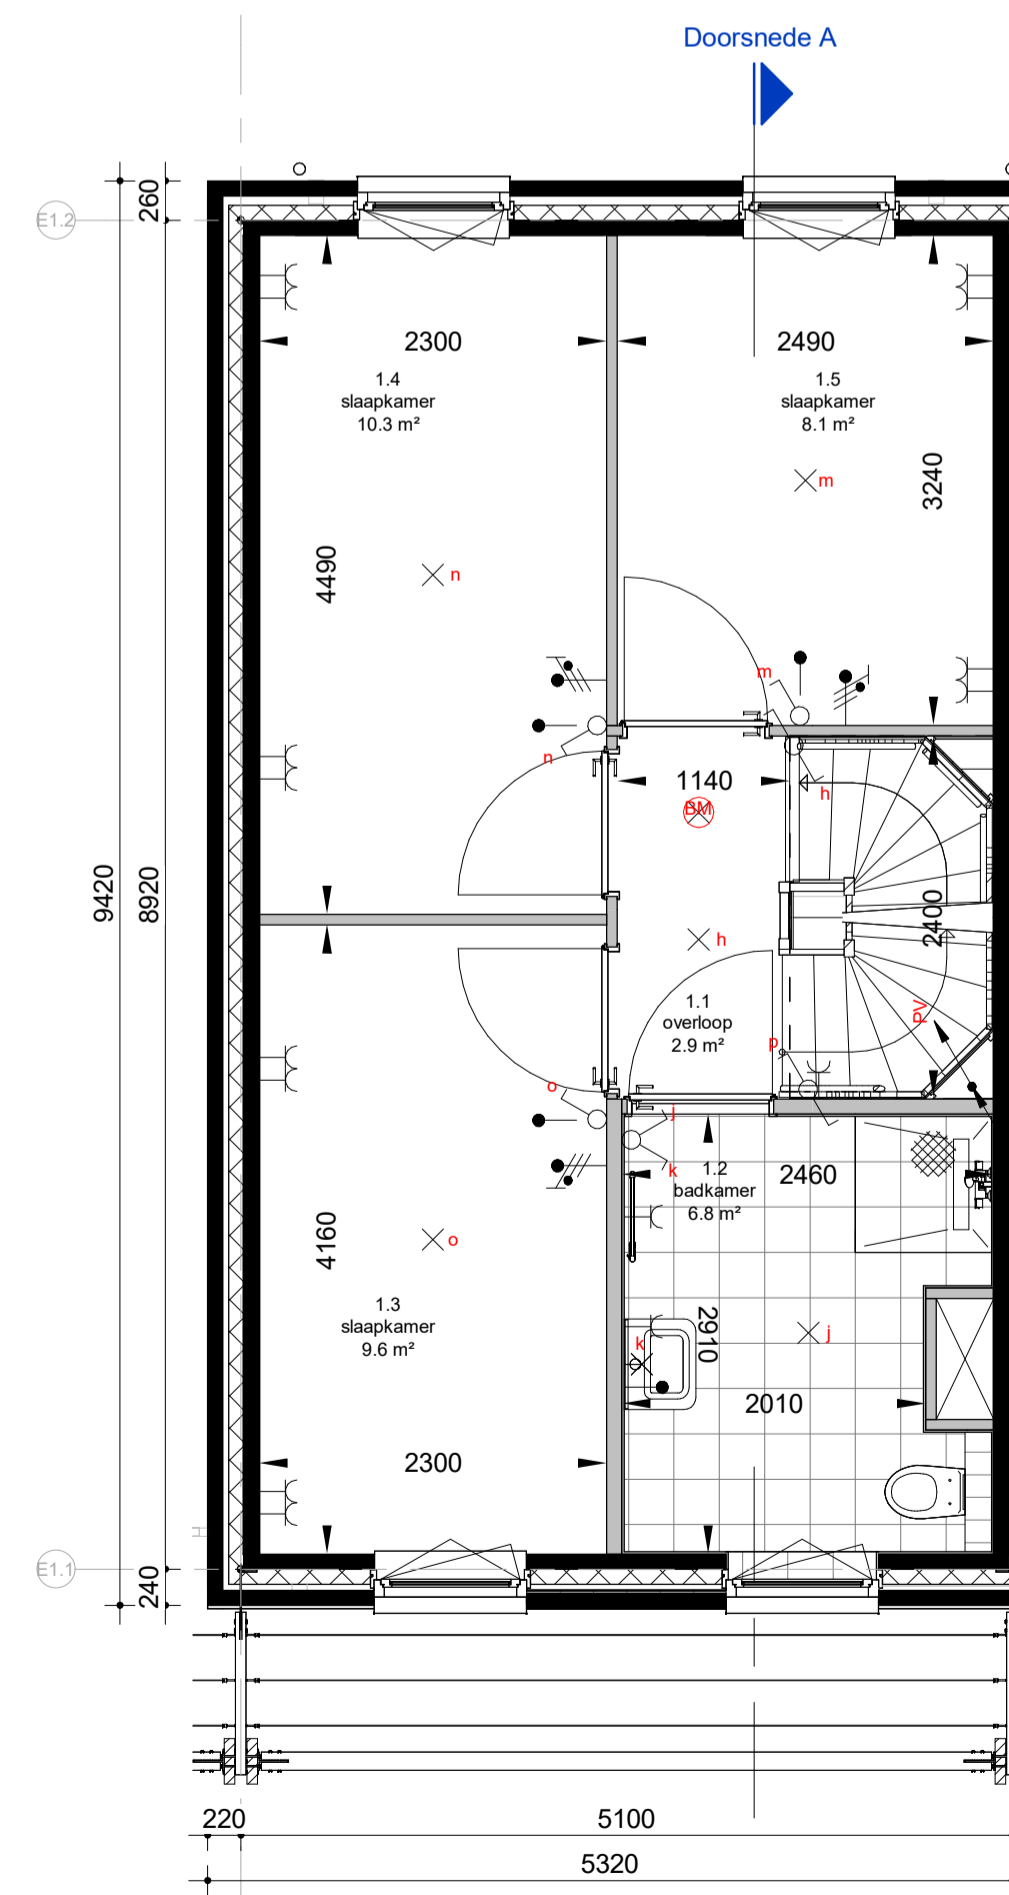 Doorsnede A
260
E1.2
2300
2490
1.4
slaapkamer
10.3 m²
1.5
slaapkamer
8.1 m²
3240
m
4490
n
m
n
1140
h
BM
9420
8920
2400
h
1.1
overloop
2.9 m²
PV
p
o
j
k
1.2
badkamer
6.8 m²
2460
4160
o
1.3
slaapkamer
9.6 m²
2910
k
j
2010
2300
E1.1
240
220
5100
5320